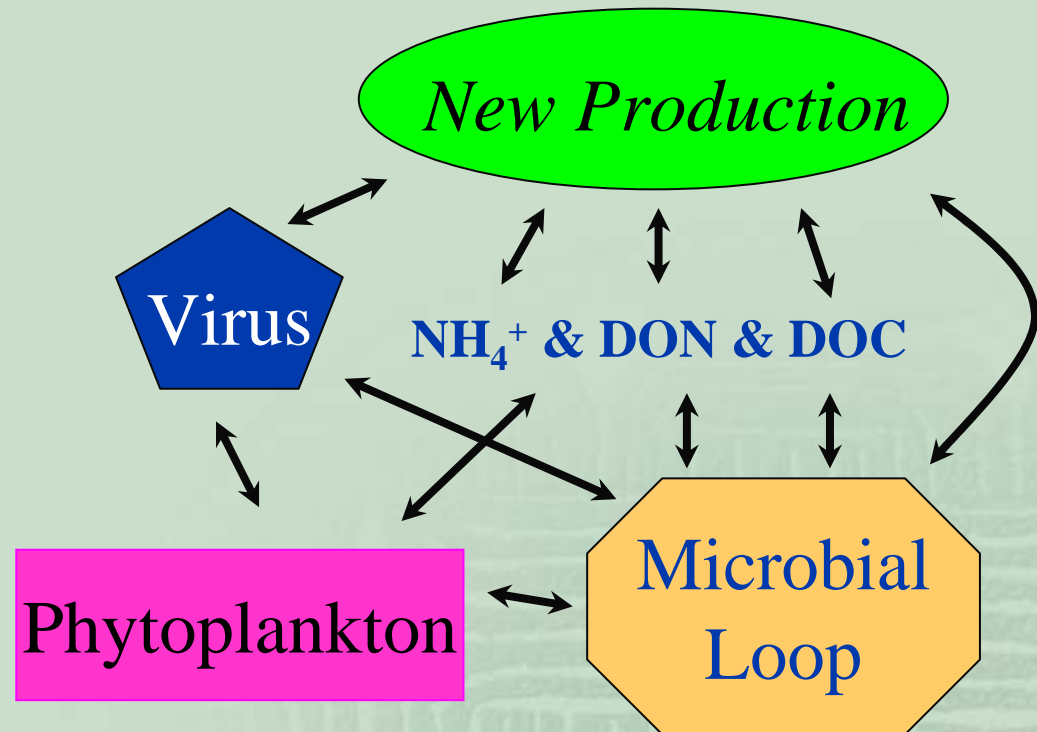 New Production
Virus
NH₄⁺ & DON & DOC
Microbial
Loop
Phytoplankton